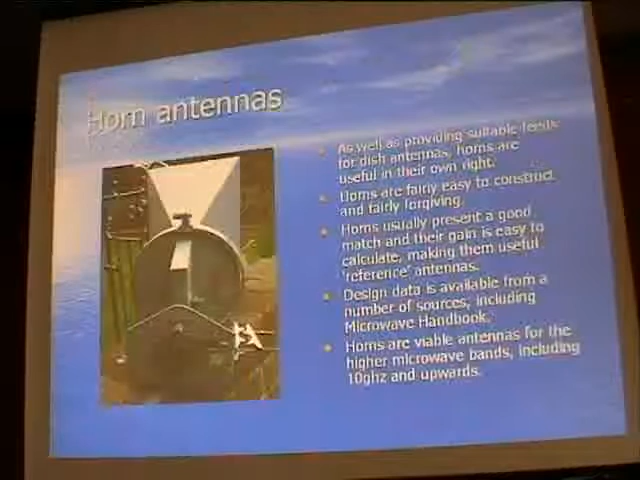 Horn antennas
As well as providing suitable feeds
for dish antennas, horns are
useful in their own right.
Horns are fairly easy to construct
and fairly forgiving.
Horns usually present a good
match and their gain is easy to
calculate, making them useful
'reference' antennas.
Design data is available from a
number of sources, including
Microwave Handbook.
Horns are viable antennas for the
higher microwave bands, including
10ghz and upwards.